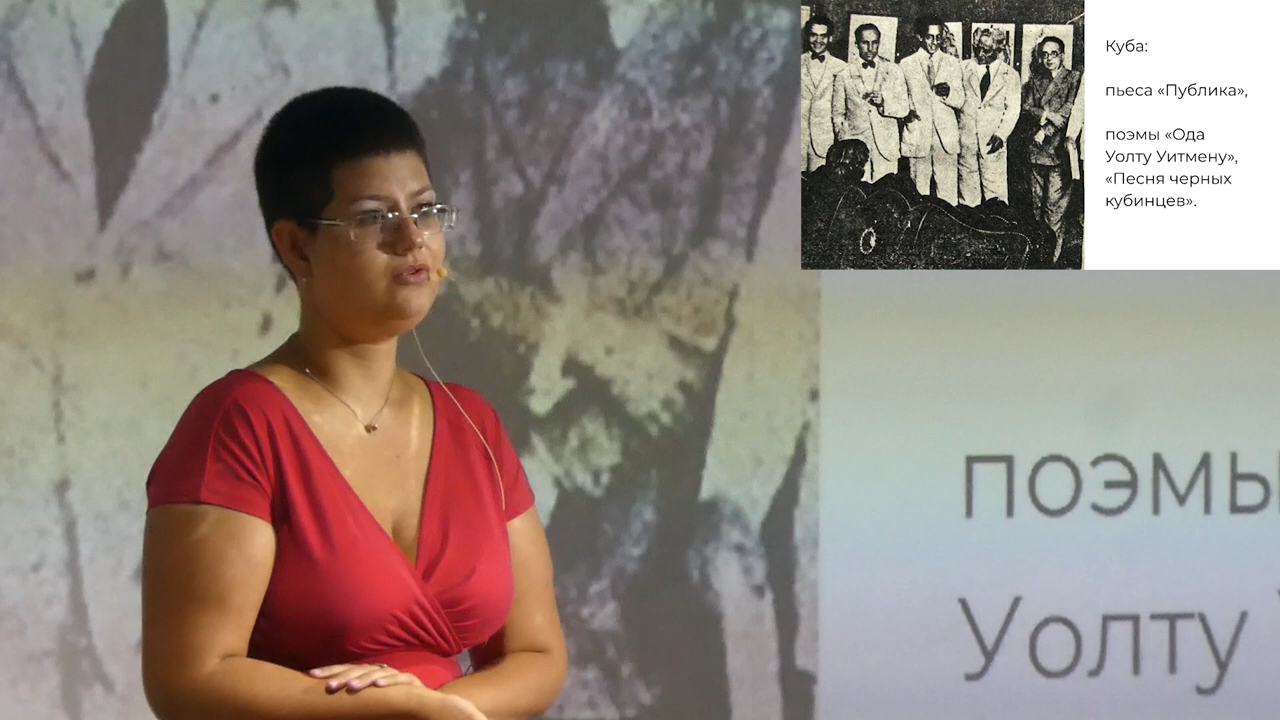 Куба:
пьеса «Публика»,
поэмы «Ода
Уолту Уитмену»,
«Песня черных
кубинцев».
поэмы
Уолту